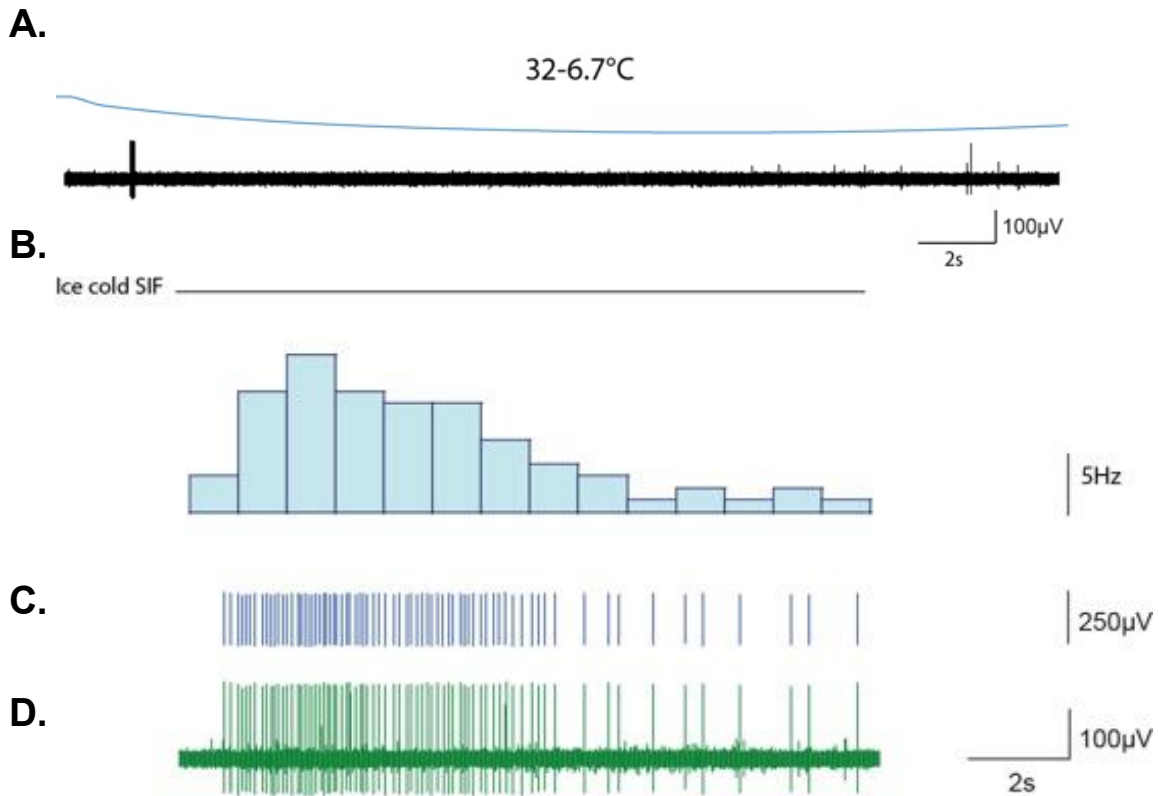 A.
32-6.7°C
100µV
2s
B.
Ice cold SIF
5Hz
C.
250µV
D.
100µV
2s